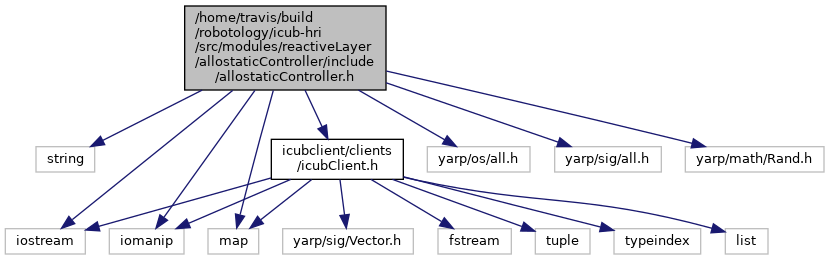 /home/travis/build
/robotology/icub-hri
/src/modules/reactiveLayer
/allostaticController/include
/allostaticController.h
string
icubclient/clients
/icubClient.h
yarp/os/all.h
yarp/sig/all.h
yarp/math/Rand.h
iostream
iomanip
map
yarp/sig/Vector.h
fstream
tuple
typeindex
list